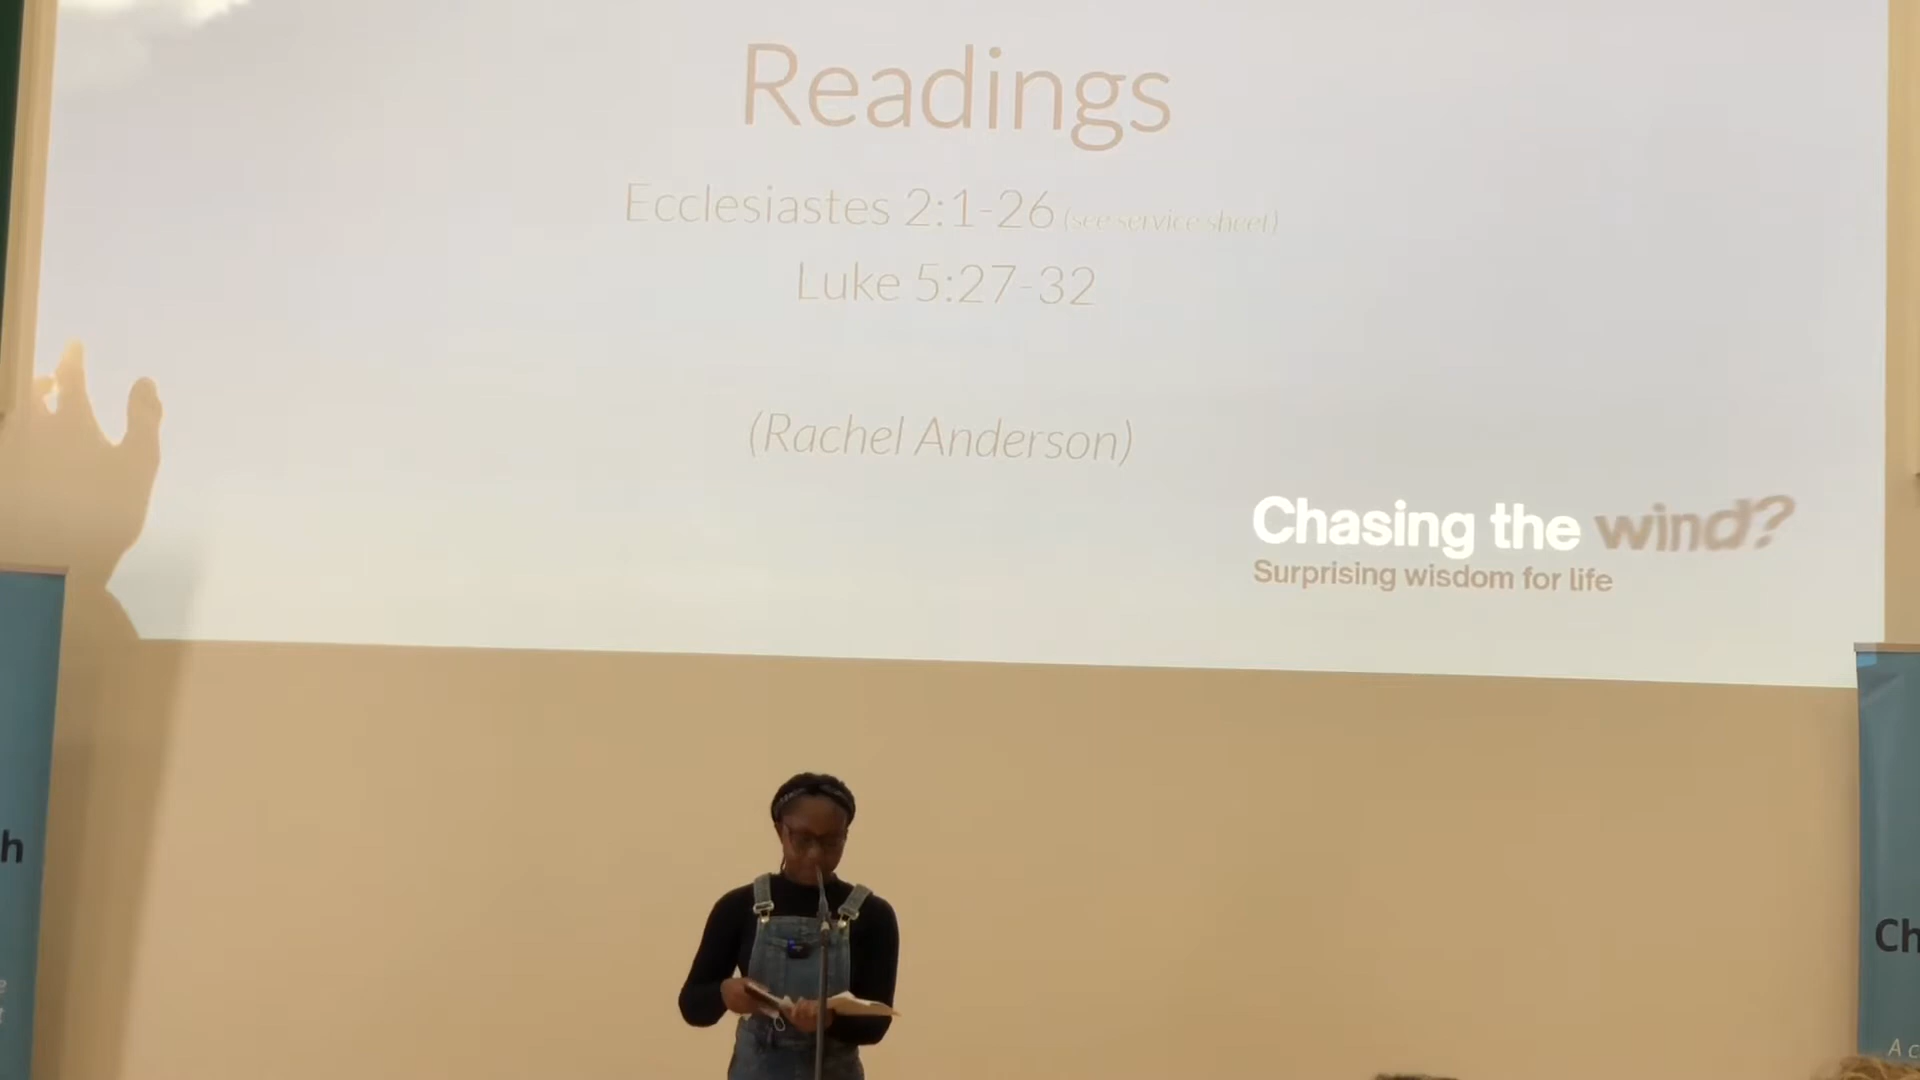 Readings
Ecclesiastes 2:1-26 (see service sheet)
Luke 5:27-32
(Rachel Anderson)
Chasing the wind?
Surprising wisdom for life
h
e
t
Ch
A c